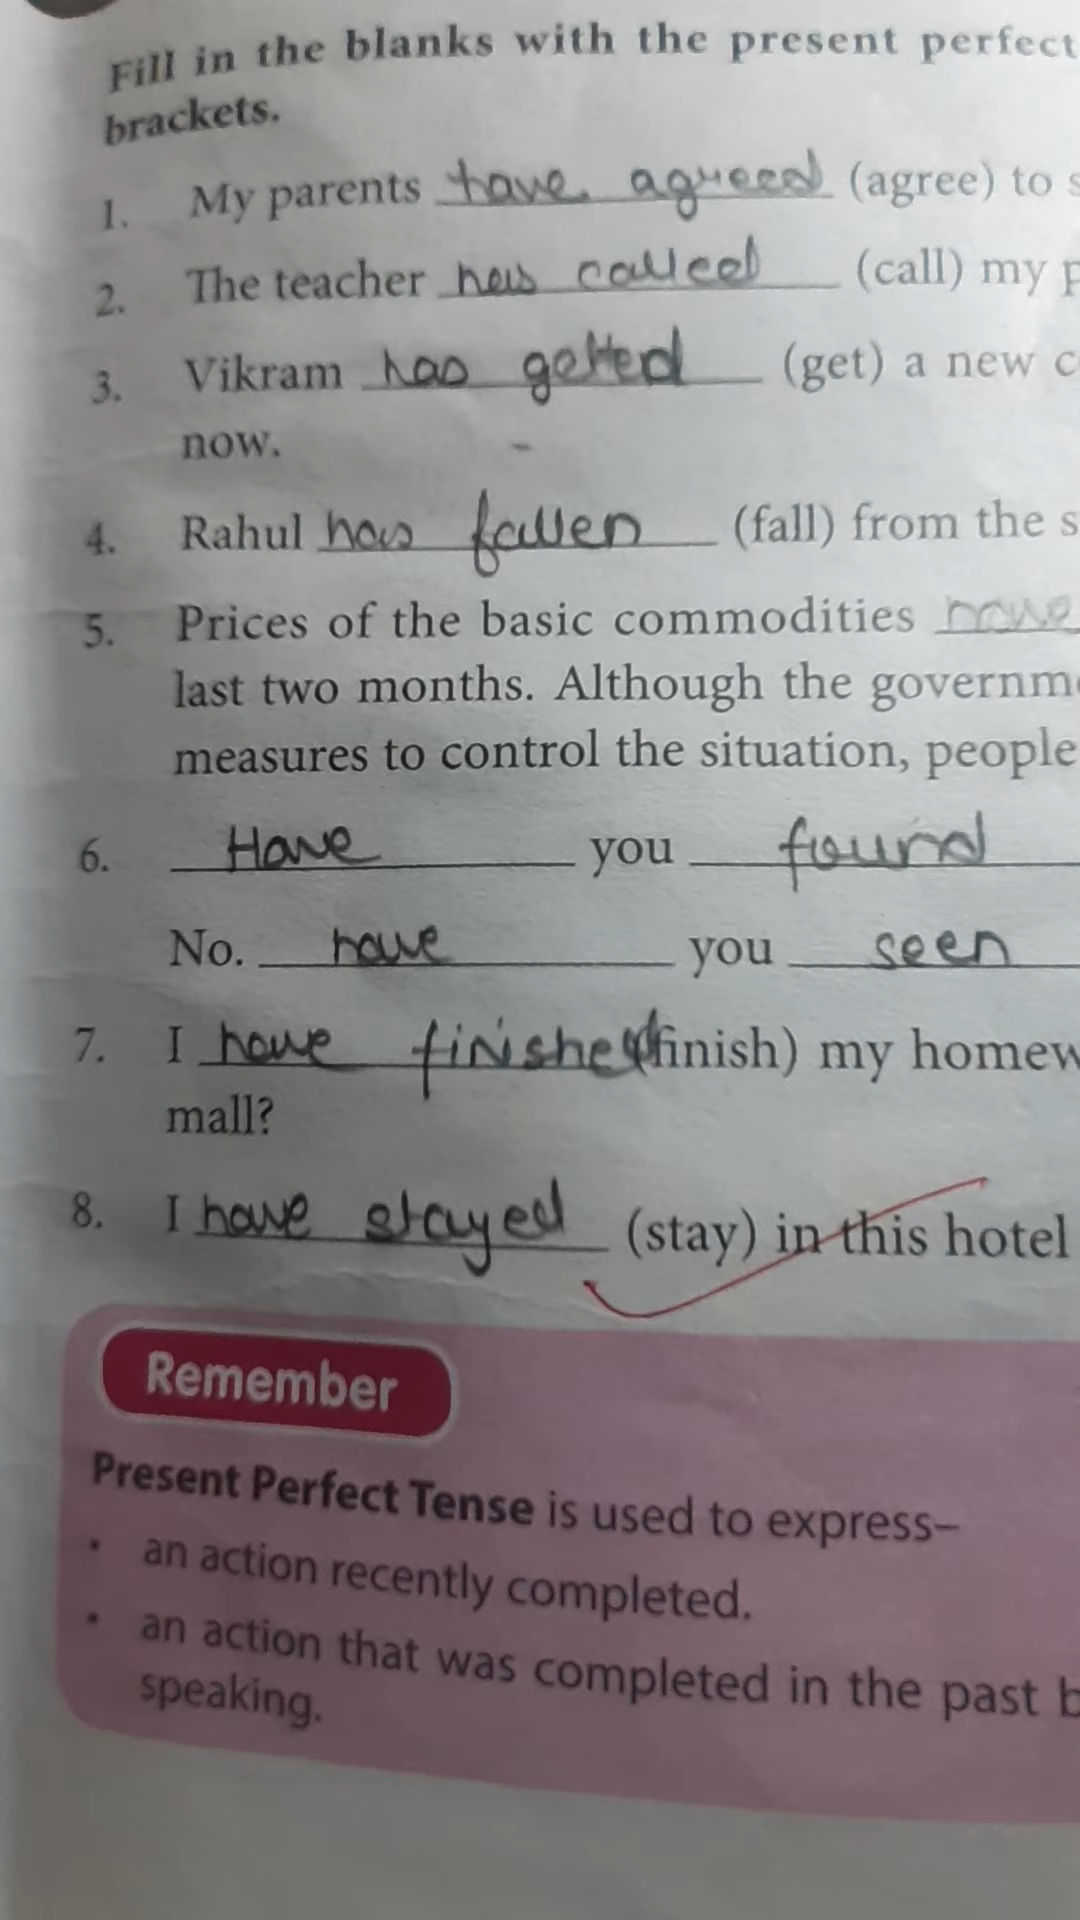 Fill in the blanks with the present perfect
brackets.
1. My parents have agreed (agree) to s
2. The teacher has called (call) my p
3. Vikram has getted (get) a new c
now.
4. Rahul has fallen (fall) from the s
5. Prices of the basic commodities have
last two months. Although the governme
measures to control the situation, people
6. Have you found
No. have you seen
7. I have finished (finish) my homew
mall?
8. I have stayed (stay) in this hotel
Remember
Present Perfect Tense is used to express–
• an action recently completed.
• an action that was completed in the past b
speaking.